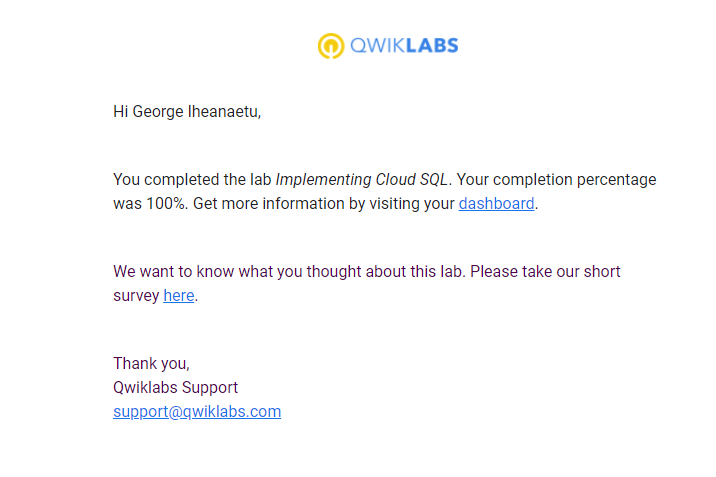 QWIKLABS
Hi George Iheanaetu,
You completed the lab Implementing Cloud SQL. Your completion percentage
was 100%. Get more information by visiting your dashboard.
We want to know what you thought about this lab. Please take our short
survey here.
Thank you,
Qwiklabs Support
support@qwiklabs.com